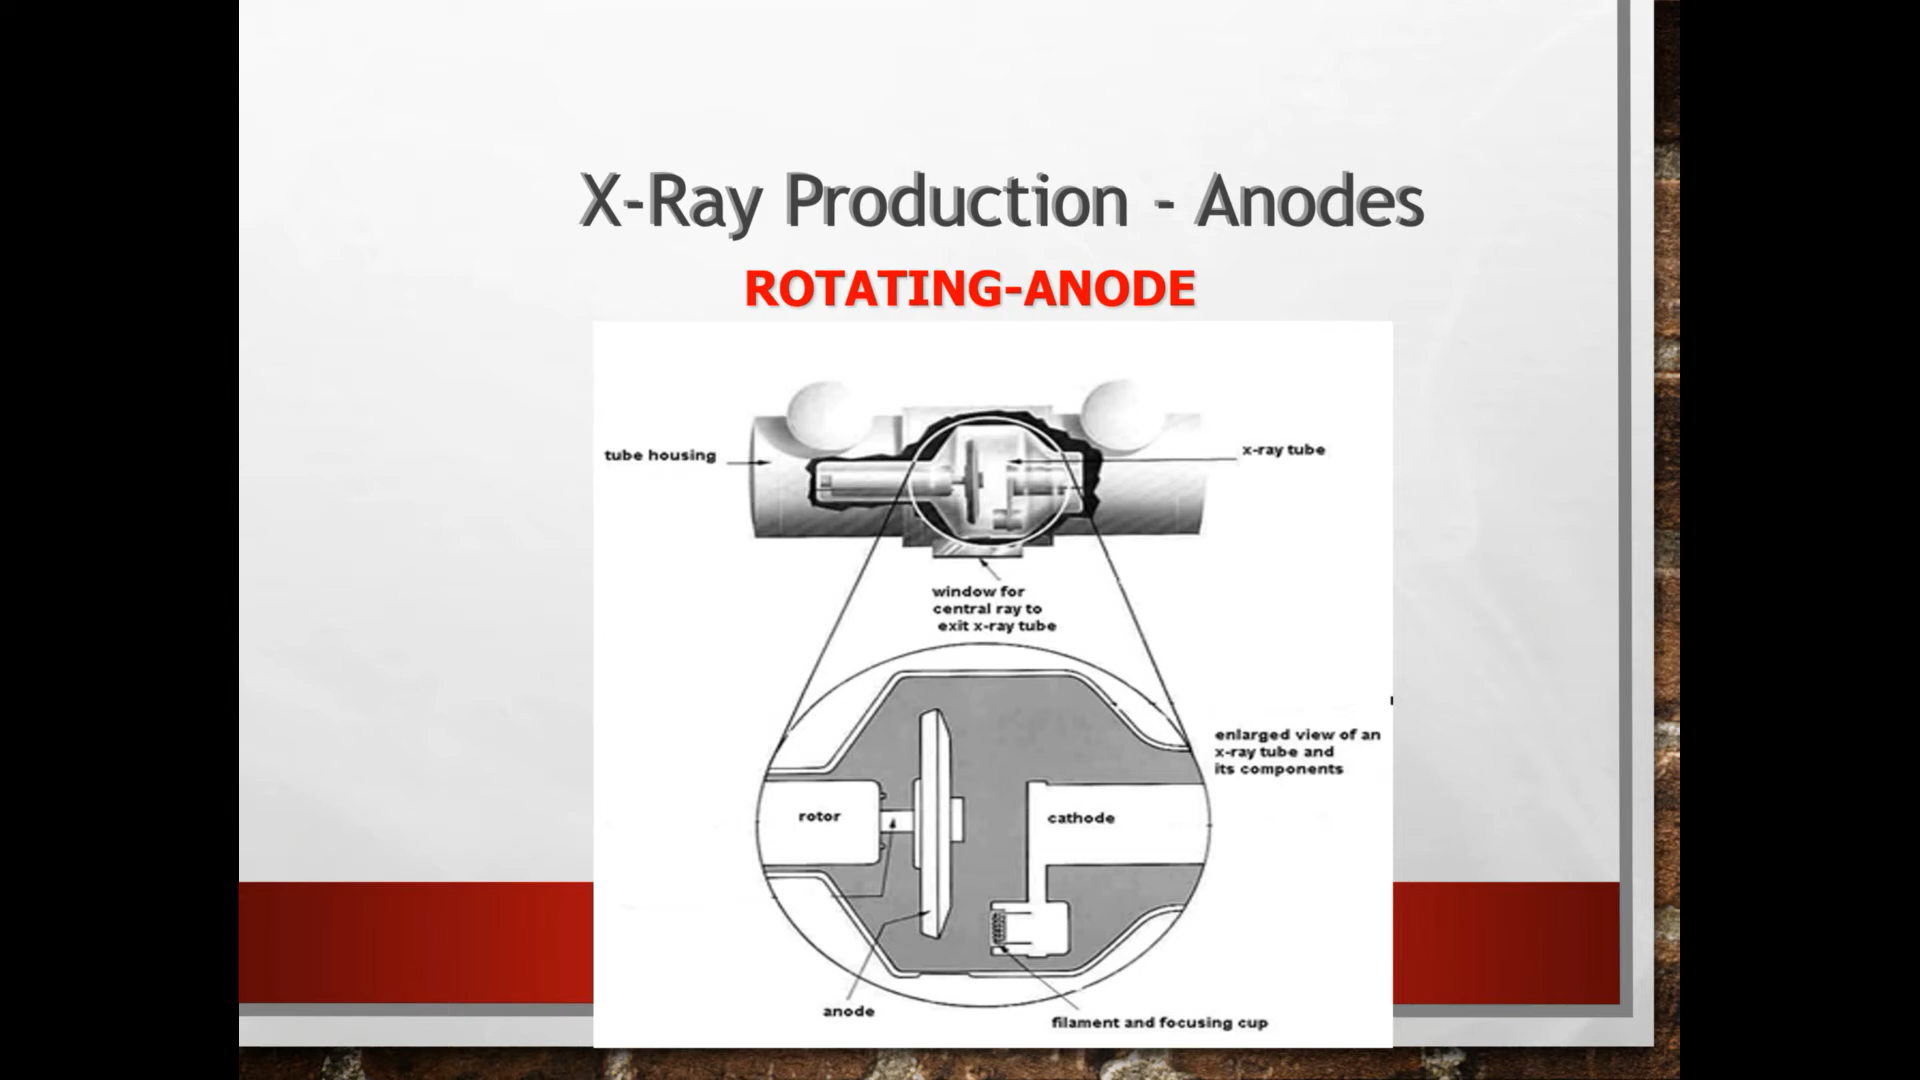 X-Ray Production - Anodes
ROTATING-ANODE
tube housing
x-ray tube
window for
central ray to
exit x-ray tube
enlarged view of an
x-ray tube and
its components
rotor
cathode
anode
filament and focusing cup